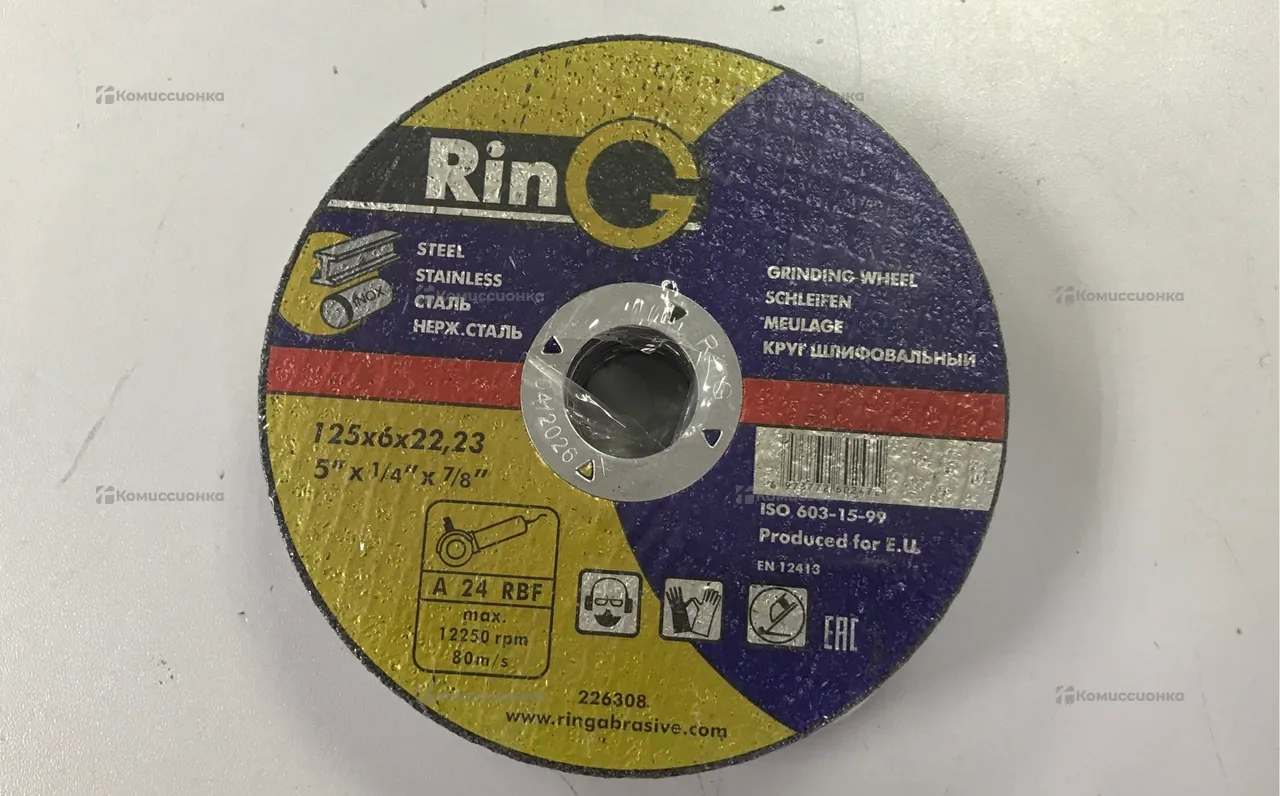 RinG
STEEL
STAINLESS
СТАЛЬ
НЕРЖ.СТАЛЬ
INOX
GRINDING WHEEL
SCHLEIFEN
MEULAGE
КРУГ ШЛИФОВАЛЬНЫЙ
125x6x22,23
5" x 1/4" x 7/8"
ISO 603-15-99
Produced for E.U.
EN 12413
A 24 RBF
max.
12250 rpm
80m/s
EAC
226308
www.ringabrasive.com
Комиссионка
Комиссионка
Комиссионка
Комиссионка
Комиссионка
Комиссионка